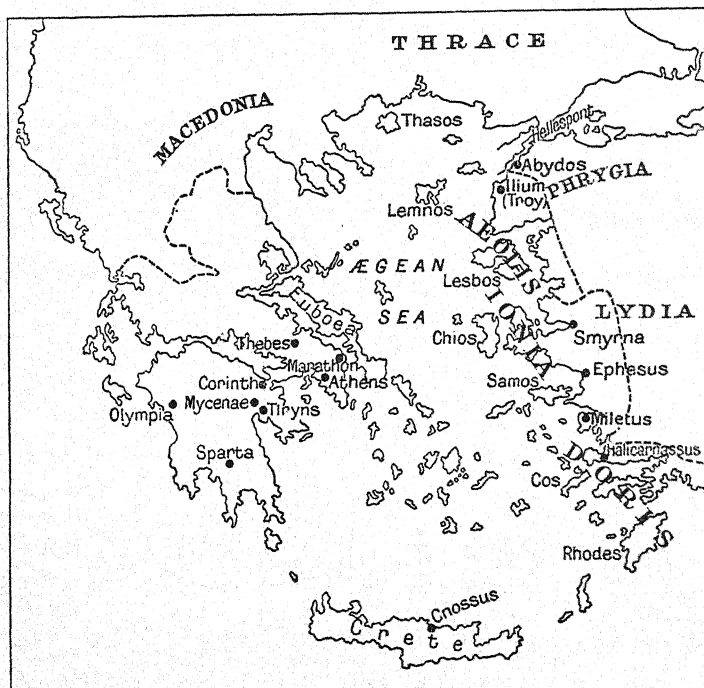 THRACE
MACEDONIA
Thasos
Hellespont
Abydos
Ilium
(Troy)
PHRYGIA
Lemnos
AEOLIS
ÆGEAN
SEA
Lesbos
Euboea
IONIA
LYDIA
Thebes
Chios
Smyrna
Marathon
Corinth
Athens
Samos
Ephesus
Mycenae
Tiryns
Olympia
Miletus
Sparta
Halicarnassus
DORIS
Cos
Rhodes
Cnossus
Crete